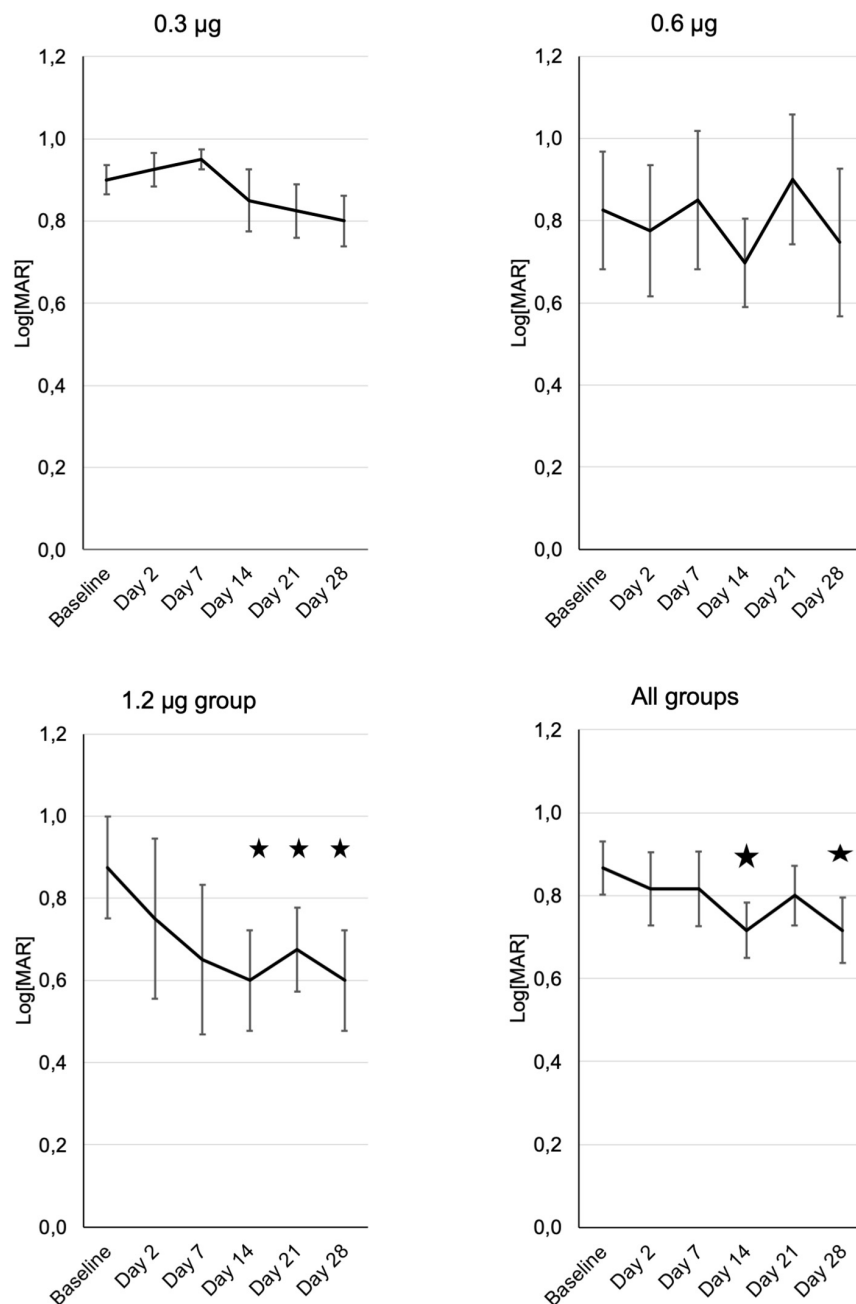 0.3 µg
1,2
1,0
0,8
0,6
0,4
0,2
0,0
Log[MAR]
Baseline
Day 2
Day 7
Day 14
Day 21
Day 28
0.6 µg
1,2
1,0
0,8
0,6
0,4
0,2
0,0
Log[MAR]
Baseline
Day 2
Day 7
Day 14
Day 21
Day 28
1.2 µg group
1,2
1,0
0,8
0,6
0,4
0,2
0,0
Log[MAR]
Baseline
Day 2
Day 7
Day 14
Day 21
Day 28
All groups
1,2
1,0
0,8
0,6
0,4
0,2
0,0
Log[MAR]
Baseline
Day 2
Day 7
Day 14
Day 21
Day 28